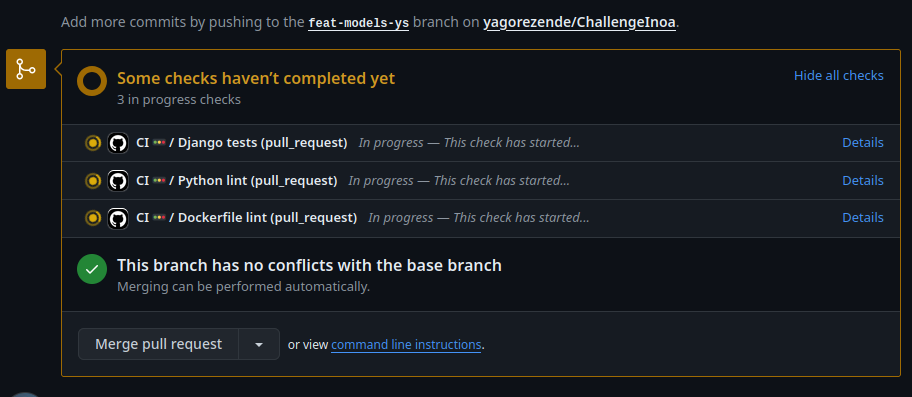 Add more commits by pushing to the feat-models-ys branch on yagorezende/ChallengeInoa.
Some checks haven't completed yet
Hide all checks
3 in progress checks
CI 🚥 / Django tests (pull_request) In progress — This check has started...
Details
CI 🚥 / Python lint (pull_request) In progress — This check has started...
Details
CI 🚥 / Dockerfile lint (pull_request) In progress — This check has started...
Details
This branch has no conflicts with the base branch
Merging can be performed automatically.
Merge pull request
or view command line instructions.